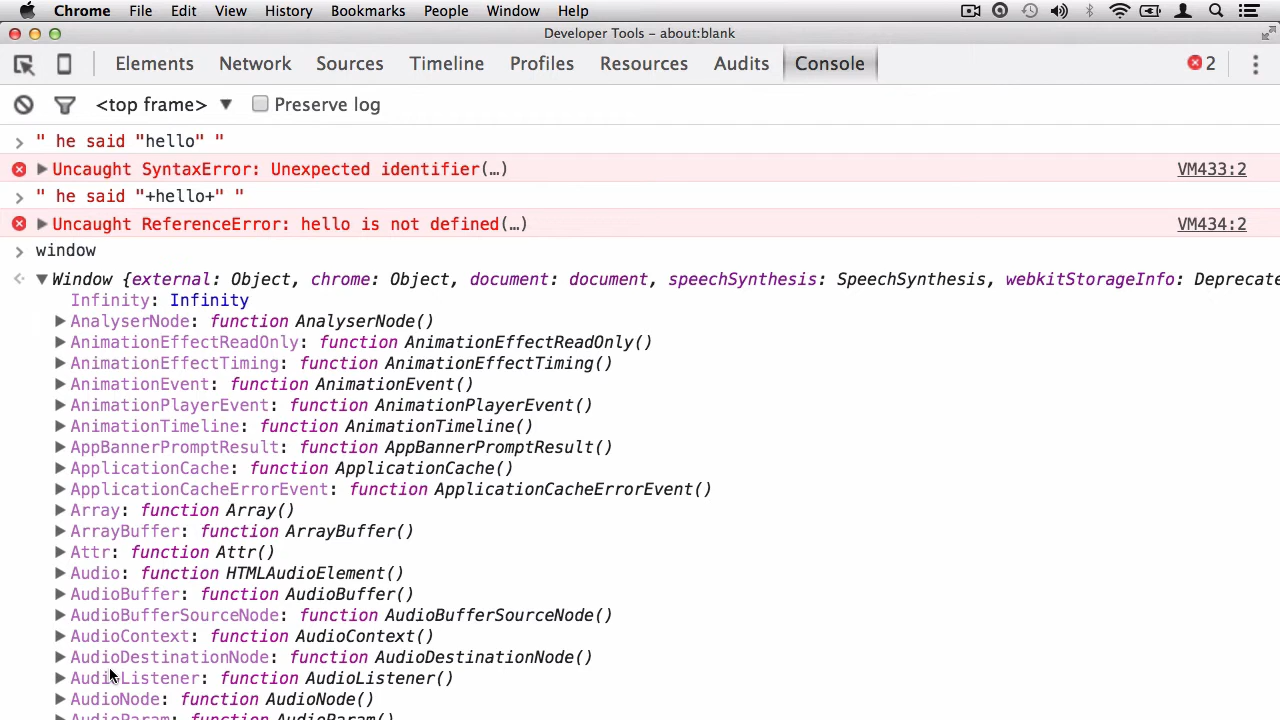 Chrome File Edit View History Bookmarks People Window Help
Developer Tools - about:blank
Elements Network Sources Timeline Profiles Resources Audits Console 2
<top frame> Preserve log
" he said "hello" "
Uncaught SyntaxError: Unexpected identifier(…) VM433:2
" he said "+hello+" "
Uncaught ReferenceError: hello is not defined(…) VM434:2
window
Window {external: Object, chrome: Object, document: document, speechSynthesis: SpeechSynthesis, webkitStorageInfo: Deprecate
Infinity: Infinity
AnalyserNode: function AnalyserNode()
AnimationEffectReadOnly: function AnimationEffectReadOnly()
AnimationEffectTiming: function AnimationEffectTiming()
AnimationEvent: function AnimationEvent()
AnimationPlayerEvent: function AnimationPlayerEvent()
AnimationTimeline: function AnimationTimeline()
AppBannerPromptResult: function AppBannerPromptResult()
ApplicationCache: function ApplicationCache()
ApplicationCacheErrorEvent: function ApplicationCacheErrorEvent()
Array: function Array()
ArrayBuffer: function ArrayBuffer()
Attr: function Attr()
Audio: function HTMLAudioElement()
AudioBuffer: function AudioBuffer()
AudioBufferSourceNode: function AudioBufferSourceNode()
AudioContext: function AudioContext()
AudioDestinationNode: function AudioDestinationNode()
AudioListener: function AudioListener()
AudioNode: function AudioNode()
AudioParam: function AudioParam()